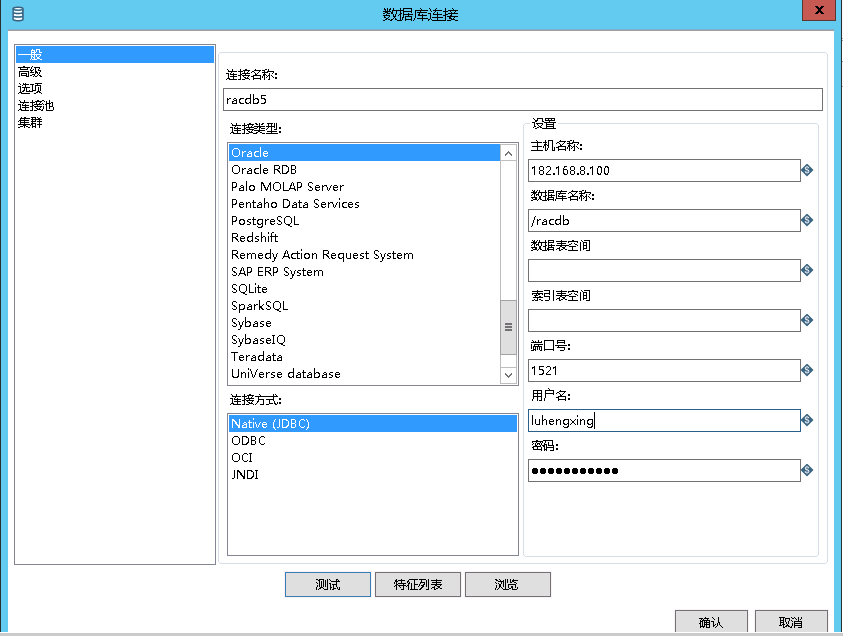 数据库连接
x
一般
高级
选项
连接池
集群
连接名称:
racdb5
连接类型:
Oracle
Oracle RDB
Palo MOLAP Server
Pentaho Data Services
PostgreSQL
Redshift
Remedy Action Request System
SAP ERP System
SQLite
SparkSQL
Sybase
SybaseIQ
Teradata
UniVerse database
连接方式:
Native (JDBC)
ODBC
OCI
JNDI
设置
主机名称:
182.168.8.100
数据库名称:
/racdb
数据表空间
索引表空间
端口号:
1521
用户名:
luhengxing
密码:
●●●●●●●●●●●
测试
特征列表
浏览
确认
取消